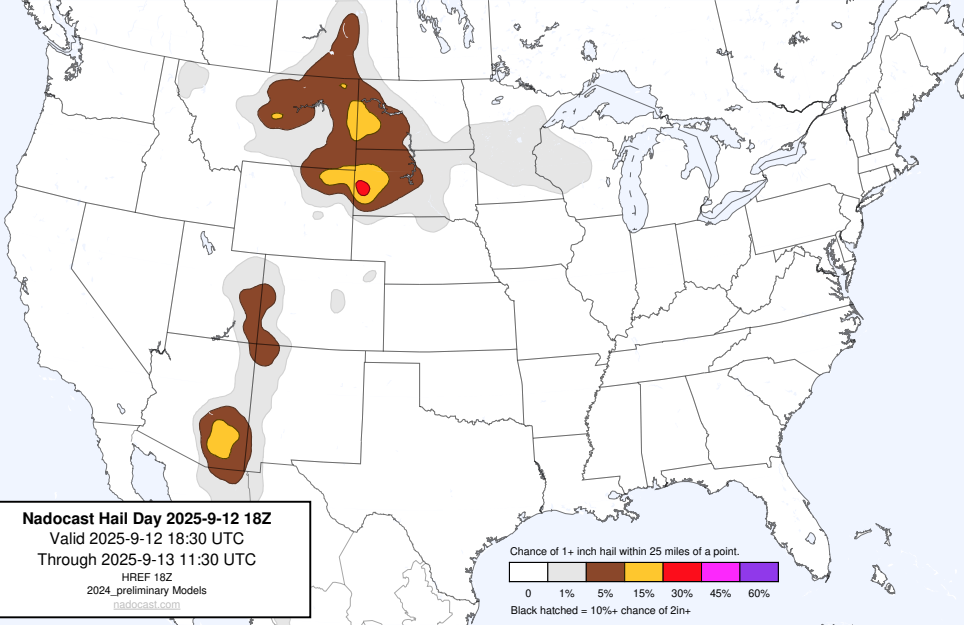 Nadocast Hail Day 2025-9-12 18Z
Valid 2025-9-12 18:30 UTC
Through 2025-9-13 11:30 UTC
HREF 18Z
2024_preliminary Models
nadocast.com
Chance of 1+ inch hail within 25 miles of a point.
0 1% 5% 15% 30% 45% 60%
Black hatched = 10%+ chance of 2in+